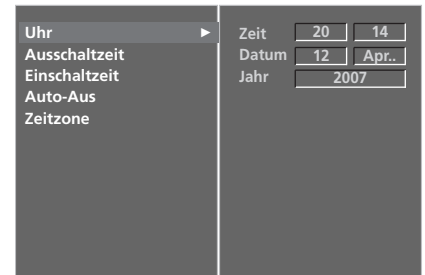 Uhr ►
Ausschaltzeit
Einschaltzeit
Auto-Aus
Zeitzone
Zeit 20 14
Datum 12 Apr..
Jahr 2007